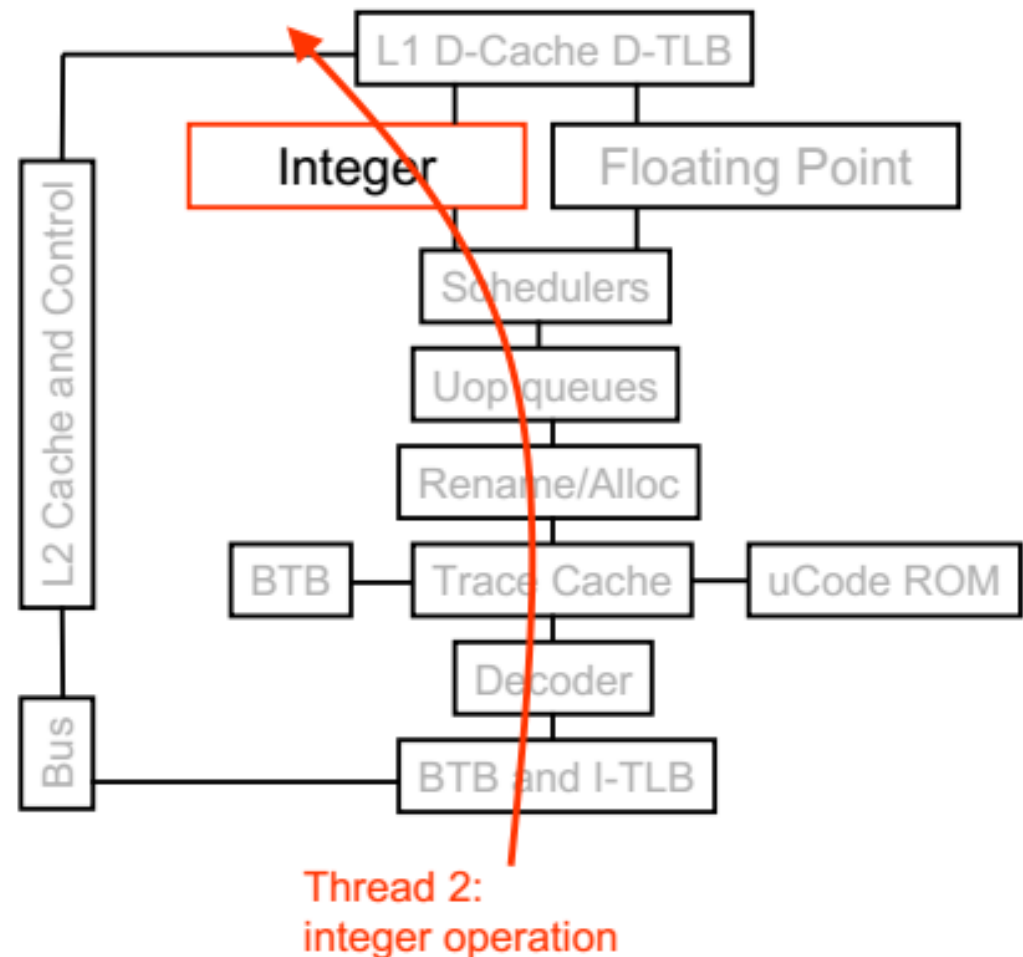 L1 D-Cache D-TLB
Integer
Floating Point
L2 Cache and Control
Schedulers
Uop queues
Rename/Alloc
BTB
Trace Cache
uCode ROM
Decoder
Bus
BTB and I-TLB
Thread 2:
integer operation